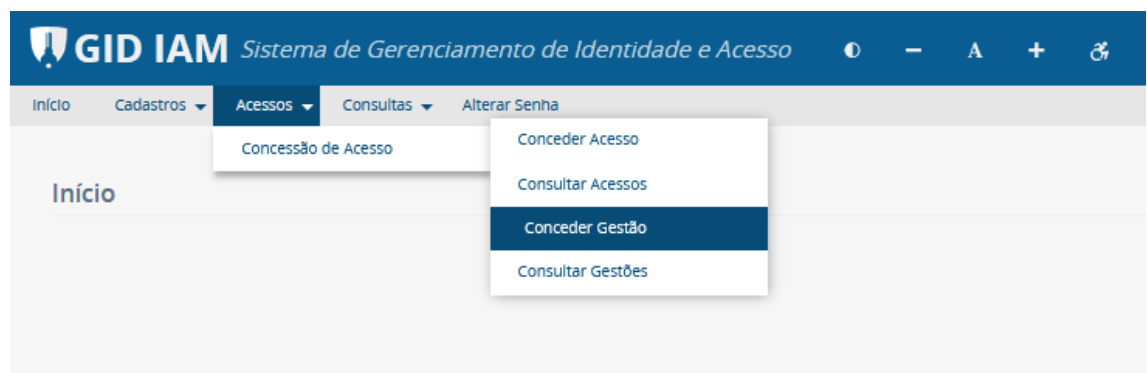 GID IAM Sistema de Gerenciamento de Identidade e Acesso A
Início Cadastros Acessos Consultas Alterar Senha
Concessão de Acesso
Conceder Acesso
Consultar Acessos
Conceder Gestão
Consultar Gestões
Início